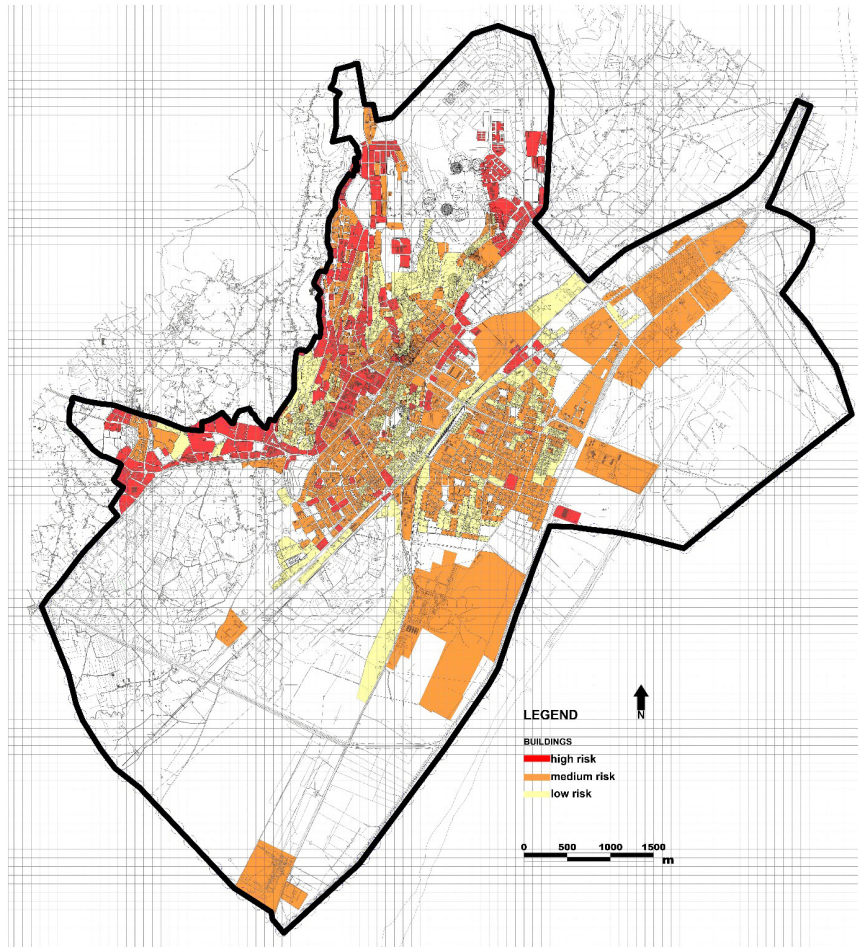 LEGEND
N
BUILDINGS
high risk
medium risk
low risk
0 500 1000 1500
m